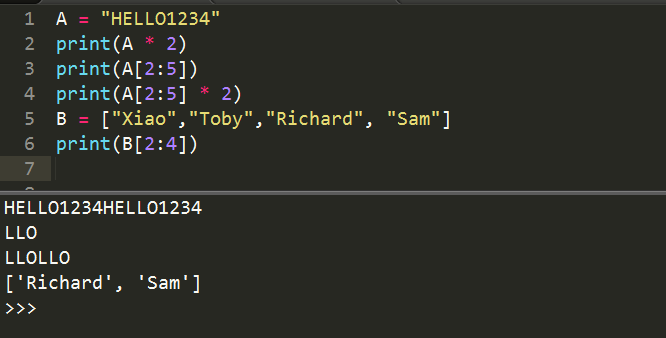 1 A = "HELLO1234"
2 print(A * 2)
3 print(A[2:5])
4 print(A[2:5] * 2)
5 B = ["Xiao","Toby","Richard", "Sam"]
6 print(B[2:4])
7
HELLO1234HELLO1234
LLO
LLOLLO
['Richard', 'Sam']
>>>